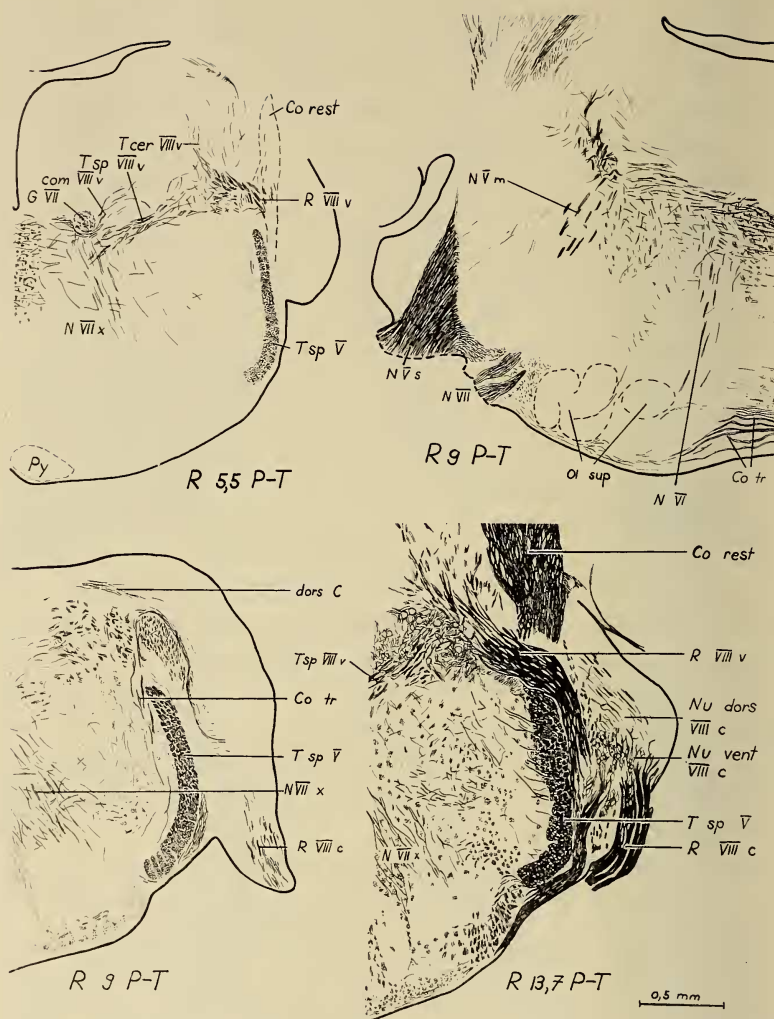 Co rest
T cer VIII v
T sp VIII v
com VIII v
G VII
R VIII v
N VII x
T sp V
Py
R 5,5 P-T
N V m
N V s
N VII
Ol sup
Co tr
N VI
R 9 P-T
dors C
Co tr
T sp V
N VII x
R VIII c
R 9 P-T
Co rest
T sp VIII v
R VIII v
Nu dors
VIII c
Nu vent
VIII c
T sp V
N VII x
R VIII c
R 13,7 P-T
0,5 mm